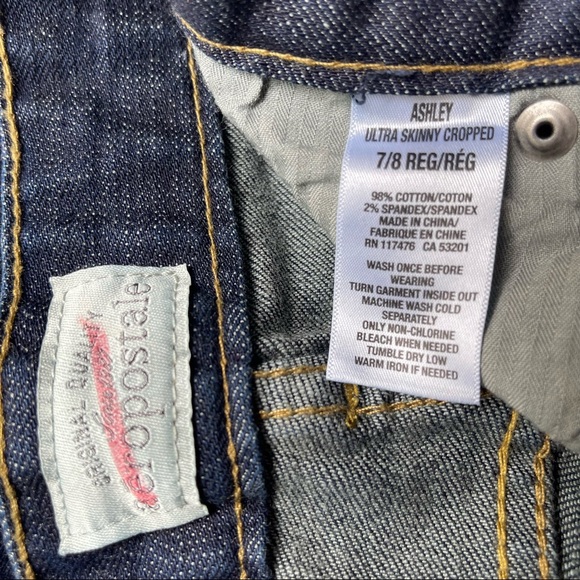 ASHLEY
ULTRA SKINNY CROPPED
7/8 REG/RÉG
98% COTTON/COTON
2% SPANDEX/SPANDEX
MADE IN CHINA/
FABRIQUE EN CHINE
RN 117476 CA 53201
WASH ONCE BEFORE
WEARING
TURN GARMENT INSIDE OUT
MACHINE WASH COLD
SEPARATELY
ONLY NON-CHLORINE
BLEACH WHEN NEEDED
TUMBLE DRY LOW
WARM IRON IF NEEDED
ORIGINAL QUALITY
aeropostale